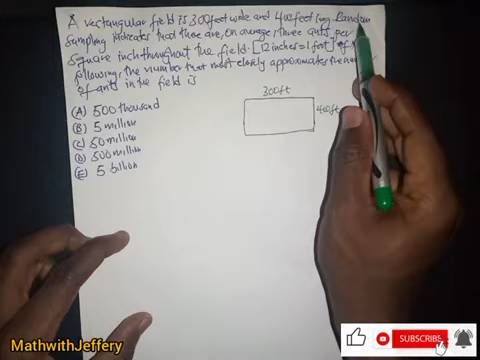 A rectangular field is 300 feet wide and 400 feet long Random
Sampling indicates that there are, on average, three ants per
Square inch throughout the field. [12 inches = 1 foot] of
following, the number that most closely approximates the
of ants in the field is
(A) 500 thousand
(B) 5 million
(C) 50 million
(D) 500 million
(E) 5 billion
300ft
400ft
MathwithJeffery
SUBSCRIBE